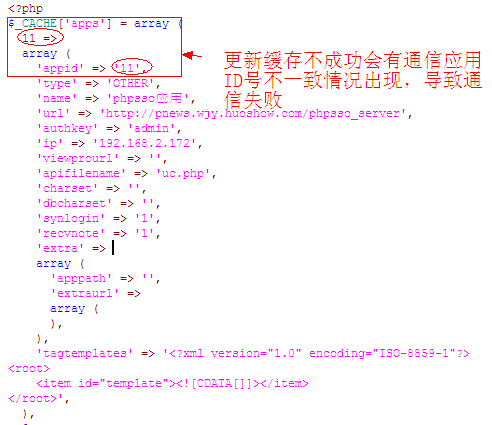 <?php
$_CACHE['apps'] = array (
11 =>
array (
'appid' => '11',
'type' => 'OTHER',
'name' => 'phpsso应用',
'url' => 'http://pnews.wjy.huoshow.com/phpsso_server',
'authkey' => 'admin',
'ip' => '192.168.2.172',
'viewprourl' => '',
'apifilename' => 'uc.php',
'charset' => '',
'dbcharset' => '',
'synlogin' => '1',
'recvnote' => '1',
'extra' =>
array (
'apppath' => '',
'extraurl' =>
array (
),
),
'tagtemplates' => '<?xml version="1.0" encoding="ISO-8859-1"?>
<root>
<item id="template"><![CDATA[]]></item>
</root>',
),
更新缓存不成功会有通信应用
ID号不一致情况出现，导致通
信失败